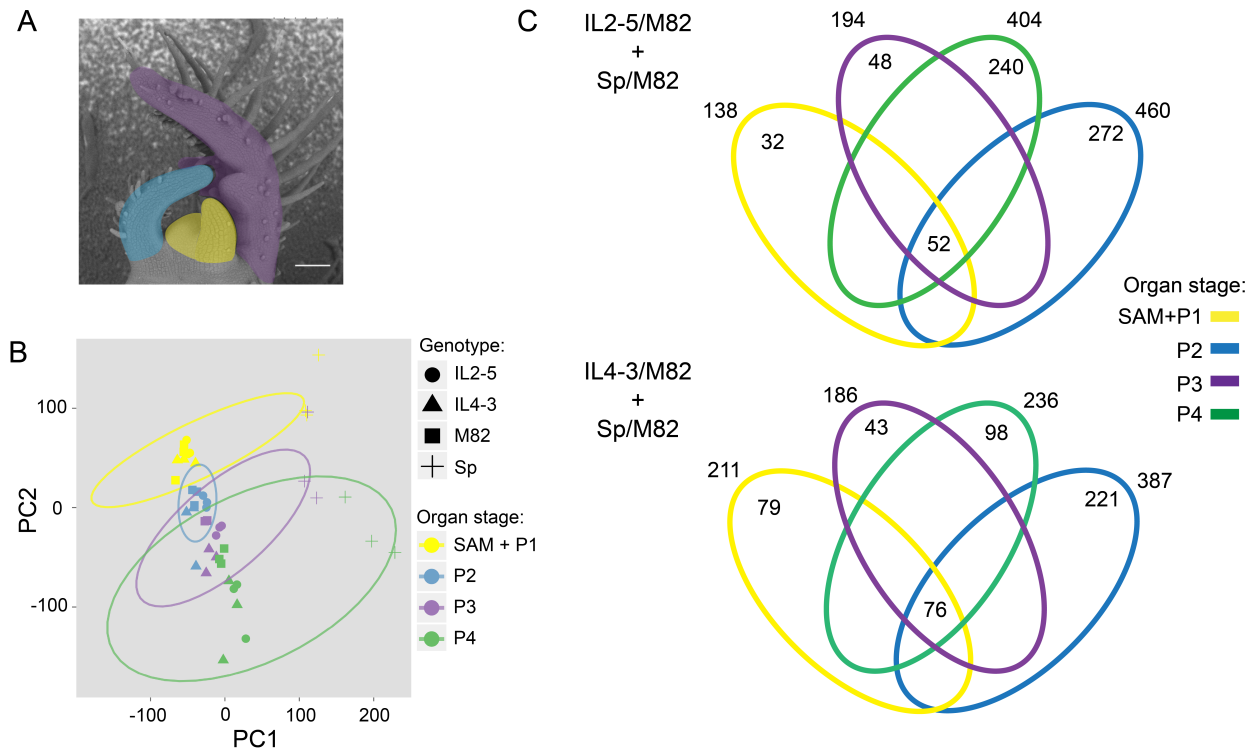 A
B
100
0
-100
PC2
-100
0
100
200
PC1
Genotype:
IL2-5
IL4-3
M82
Sp
Organ stage:
SAM + P1
P2
P3
P4
C
IL2-5/M82
+
Sp/M82
194
404
48
240
138
460
32
272
52
Organ stage:
SAM+P1
P2
P3
P4
IL4-3/M82
+
Sp/M82
186
236
43
98
211
387
79
221
76